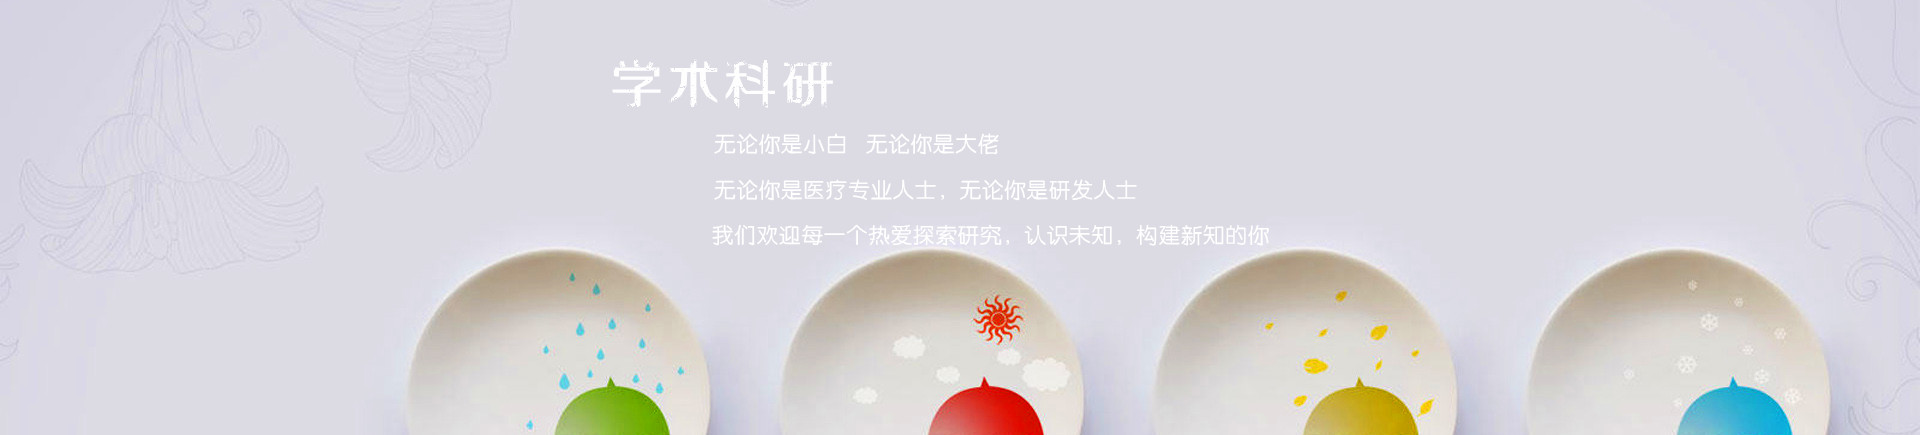 学术科研
无论你是小白 无论你是大佬
无论你是医疗专业人士，无论你是研发人士
我们欢迎每一个热爱探索研究，认识未知，构建新知的你